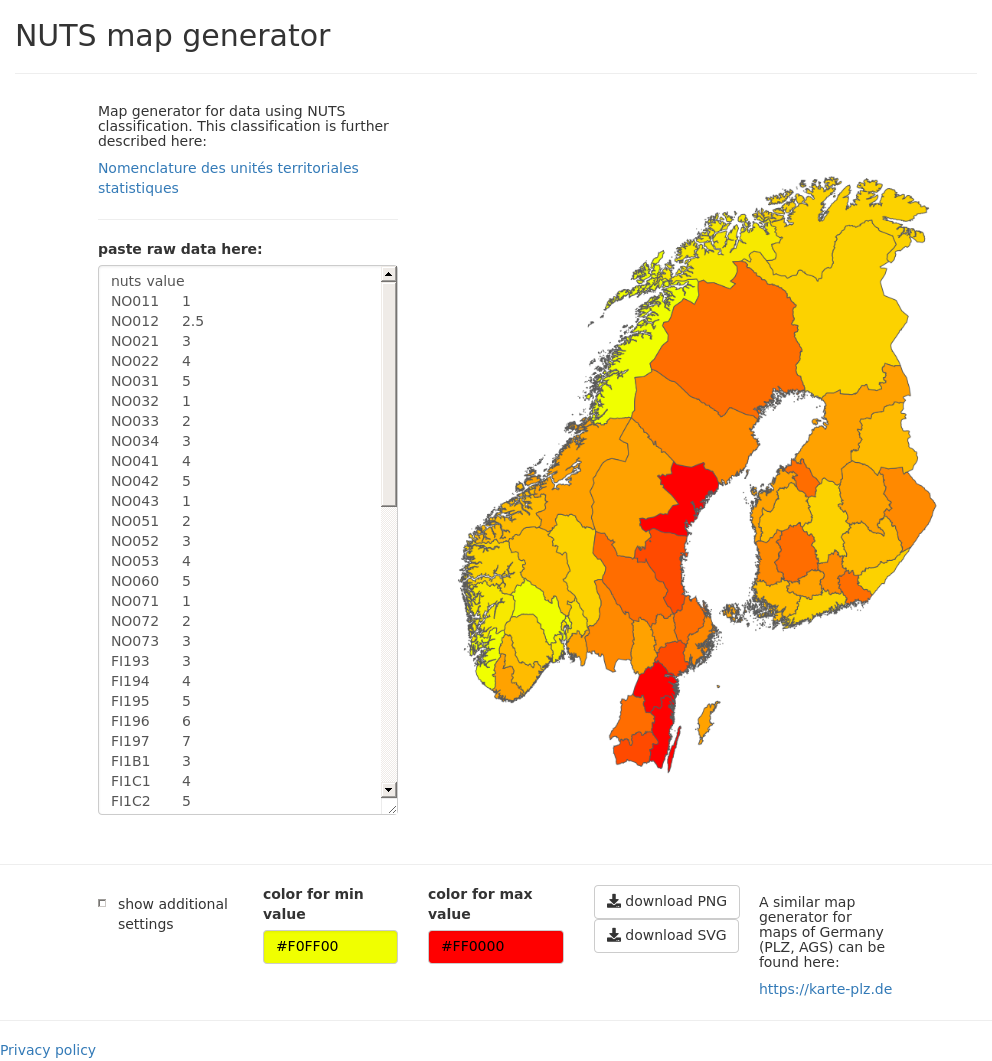 NUTS map generator
Map generator for data using NUTS
classification. This classification is further
described here:
Nomenclature des unités territoriales
statistiques
paste raw data here:
nuts value
NO011 1
NO012 2.5
NO021 3
NO022 4
NO031 5
NO032 1
NO033 2
NO034 3
NO041 4
NO042 5
NO043 1
NO051 2
NO052 3
NO053 4
NO060 5
NO071 1
NO072 2
NO073 3
FI193 3
FI194 4
FI195 5
FI196 6
FI197 7
FI1B1 3
FI1C1 4
FI1C2 5
show additional
settings
color for min
value
#F0FF00
color for max
value
#FF0000
download PNG
download SVG
A similar map
generator for
maps of Germany
(PLZ, AGS) can be
found here:
https://karte-plz.de
Privacy policy